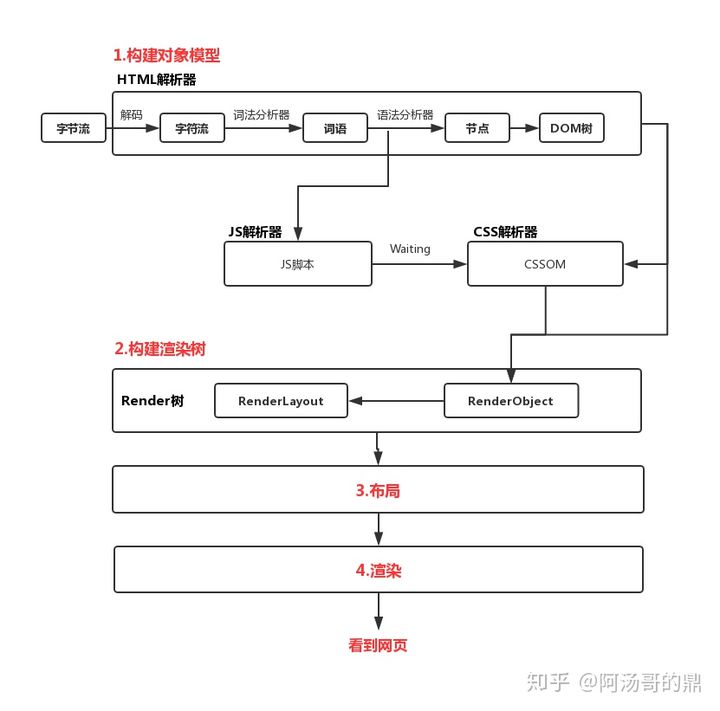 1.构建对象模型
HTML解析器
字节流
解码
字符流
词法分析器
词语
语法分析器
节点
DOM树
JS解析器
JS脚本
Waiting
CSS解析器
CSSOM
2.构建渲染树
Render树
RenderLayout
RenderObject
3.布局
4.渲染
看到网页
知乎 @阿汤哥的鼎